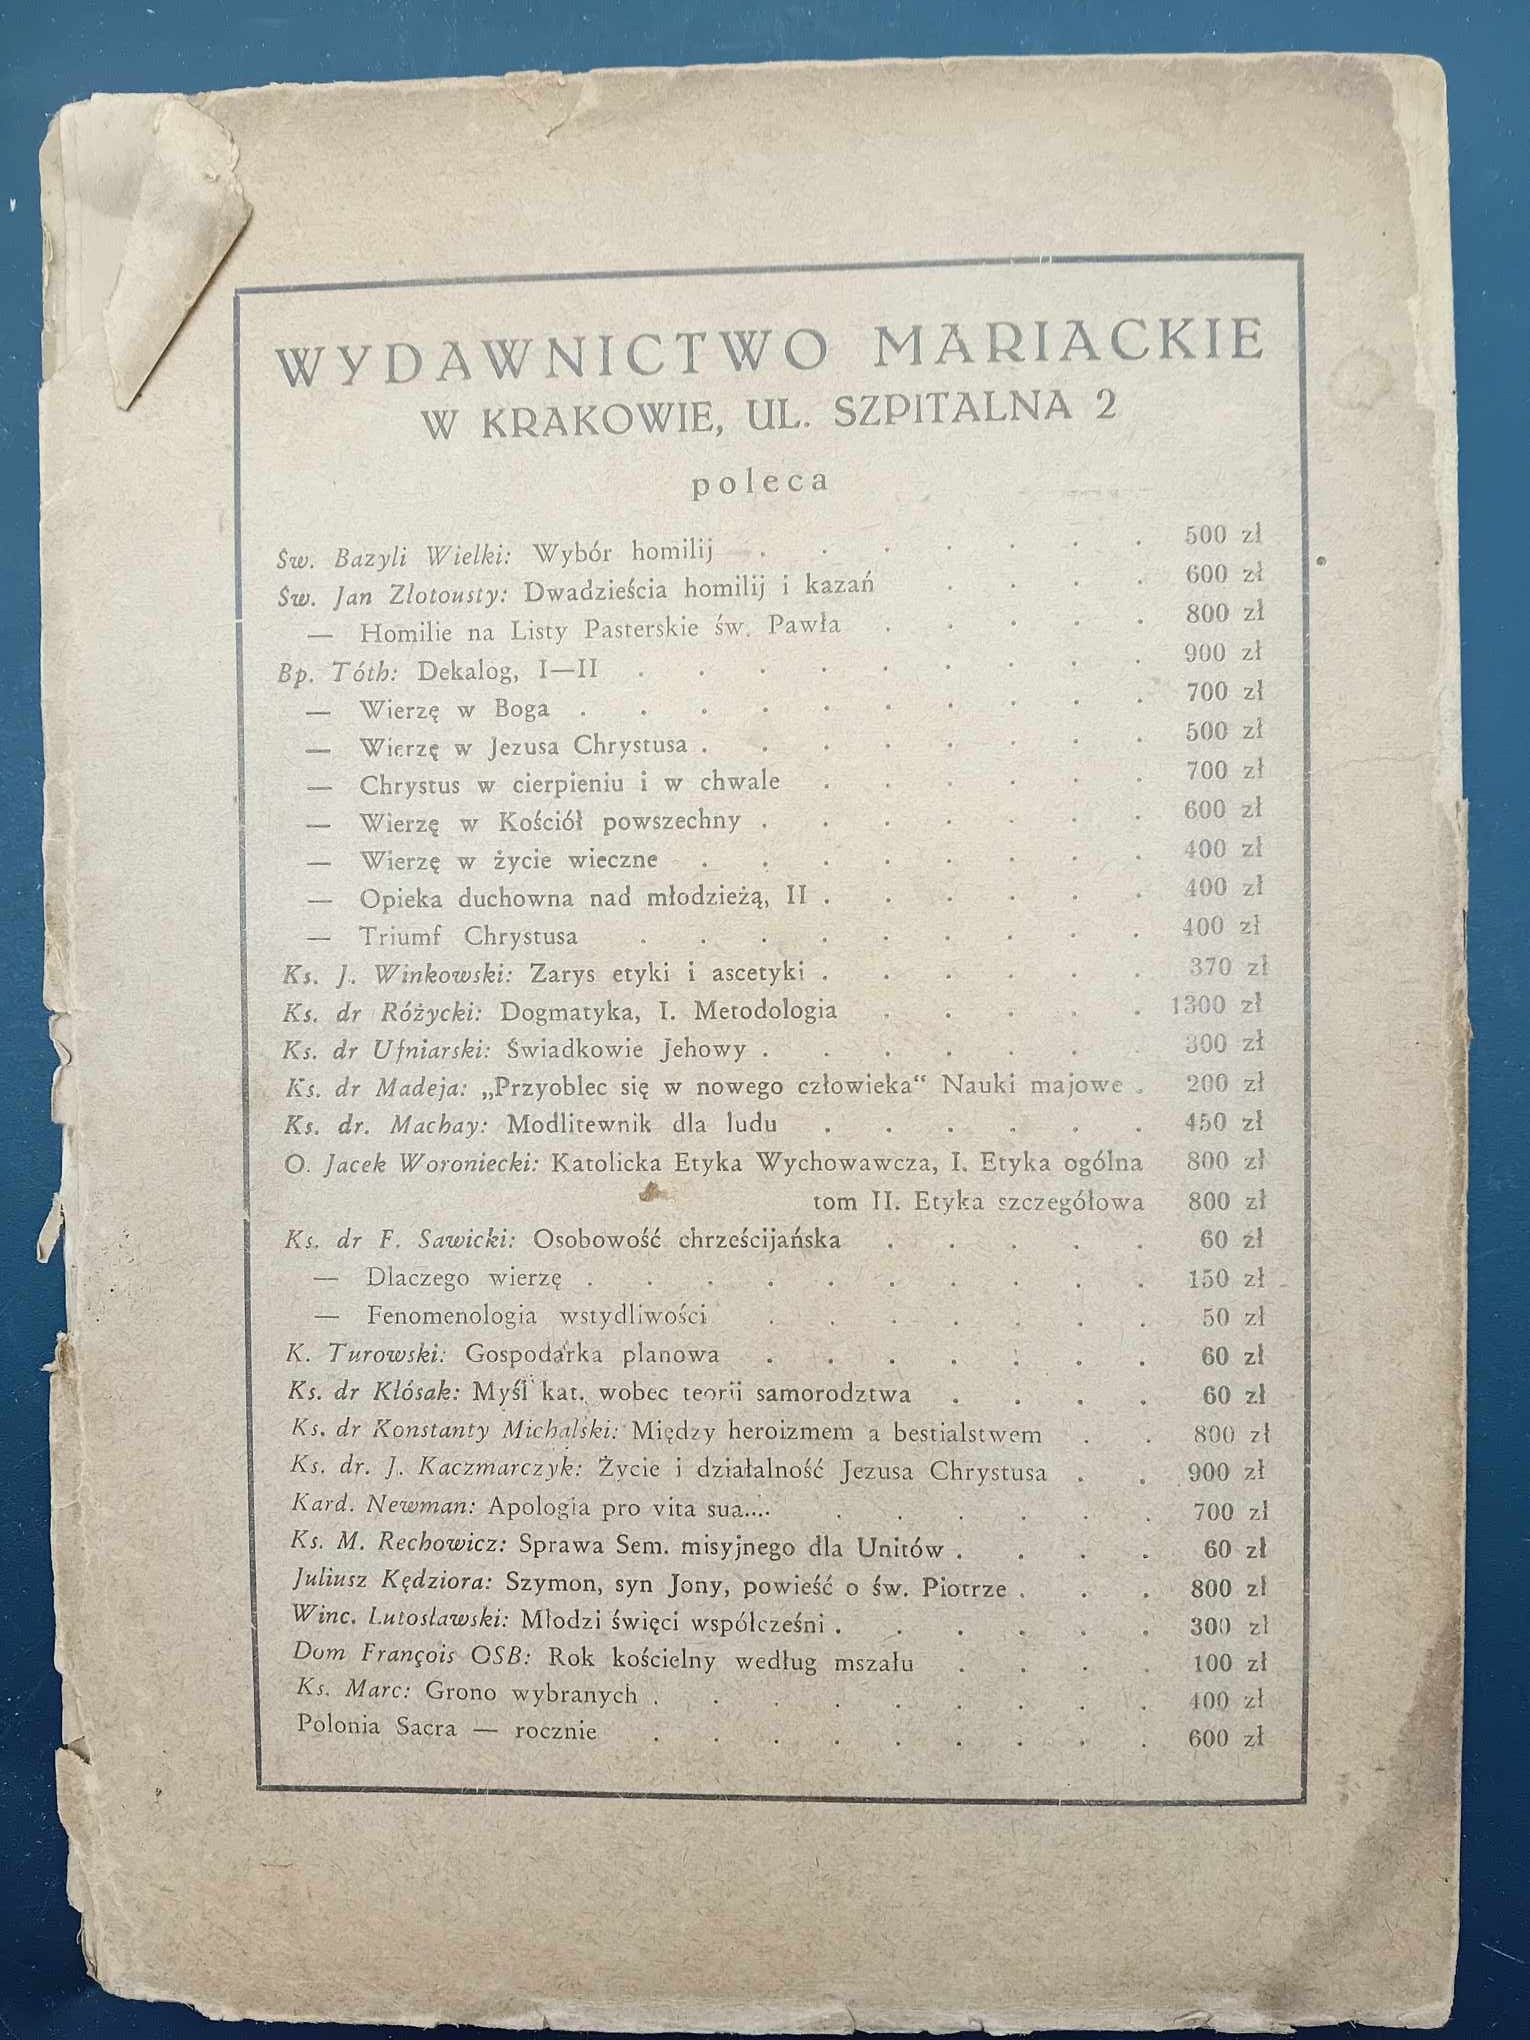 WYDAWNICTWO MARIACKIE
W KRAKOWIE, UL. SZPITALNA 2
poleca
Św. Bazyli Wielki: Wybór homilij . . . . . . . 500 zł
Św. Jan Złotousty: Dwadzieścia homilij i kazań . . . . 600 zł
— Homilie na Listy Pasterskie św. Pawła . . . . . 800 zł
Bp. Tóth: Dekalog, I—II . . . . . . . . . 900 zł
— Wierzę w Boga . . . . . . . . . . 700 zł
— Wierzę w Jezusa Chrystusa . . . . . . . . 500 zł
— Chrystus w cierpieniu i w chwale . . . . . . 700 zł
— Wierzę w Kościół powszechny . . . . . . . 600 zł
— Wierzę w życie wieczne . . . . . . . . 400 zł
— Opieka duchowna nad młodzieżą, II . . . . . . 400 zł
— Triumf Chrystusa . . . . . . . . . 400 zł
Ks. J. Winkowski: Zarys etyki i ascetyki . . . . . . 370 zł
Ks. dr Różycki: Dogmatyka, I. Metodologia . . . . . 1300 zł
Ks. dr Ufniarski: Świadkowie Jehowy . . . . . . . 300 zł
Ks. dr Madeja: „Przyoblec się w nowego człowieka“ Nauki majowe . 200 zł
Ks. dr. Machay: Modlitewnik dla ludu . . . . . . 450 zł
O. Jacek Woroniecki: Katolicka Etyka Wychowawcza, I. Etyka ogólna 800 zł
tom II. Etyka szczegółowa 800 zł
Ks. dr F. Sawicki: Osobowość chrześcijańska . . . . . 60 zł
— Dlaczego wierzę . . . . . . . . . . 150 zł
— Fenomenologia wstydliwości . . . . . . . 50 zł
K. Turowski: Gospodarka planowa . . . . . . . 60 zł
Ks. dr Kłósak: Myśl kat. wobec teorii samorodztwa . . . . 60 zł
Ks. dr Konstanty Michalski: Między heroizmem a bestialstwem . . 800 zł
Ks. dr. J. Kaczmarczyk: Życie i działalność Jezusa Chrystusa . . 900 zł
Kard. Newman: Apologia pro vita sua.... . . . . . . 700 zł
Ks. M. Rechowicz: Sprawa Sem. misyjnego dla Unitów . . . . 60 zł
Juliusz Kędziora: Szymon, syn Jony, powieść o św. Piotrze . . . 800 zł
Winc. Lutosławski: Młodzi święci współcześni . . . . . . 300 zł
Dom François OSB: Rok kościelny według mszału . . . . 100 zł
Ks. Marc: Grono wybranych . . . . . . . . 400 zł
Polonia Sacra — rocznie . . . . . . . . . 600 zł